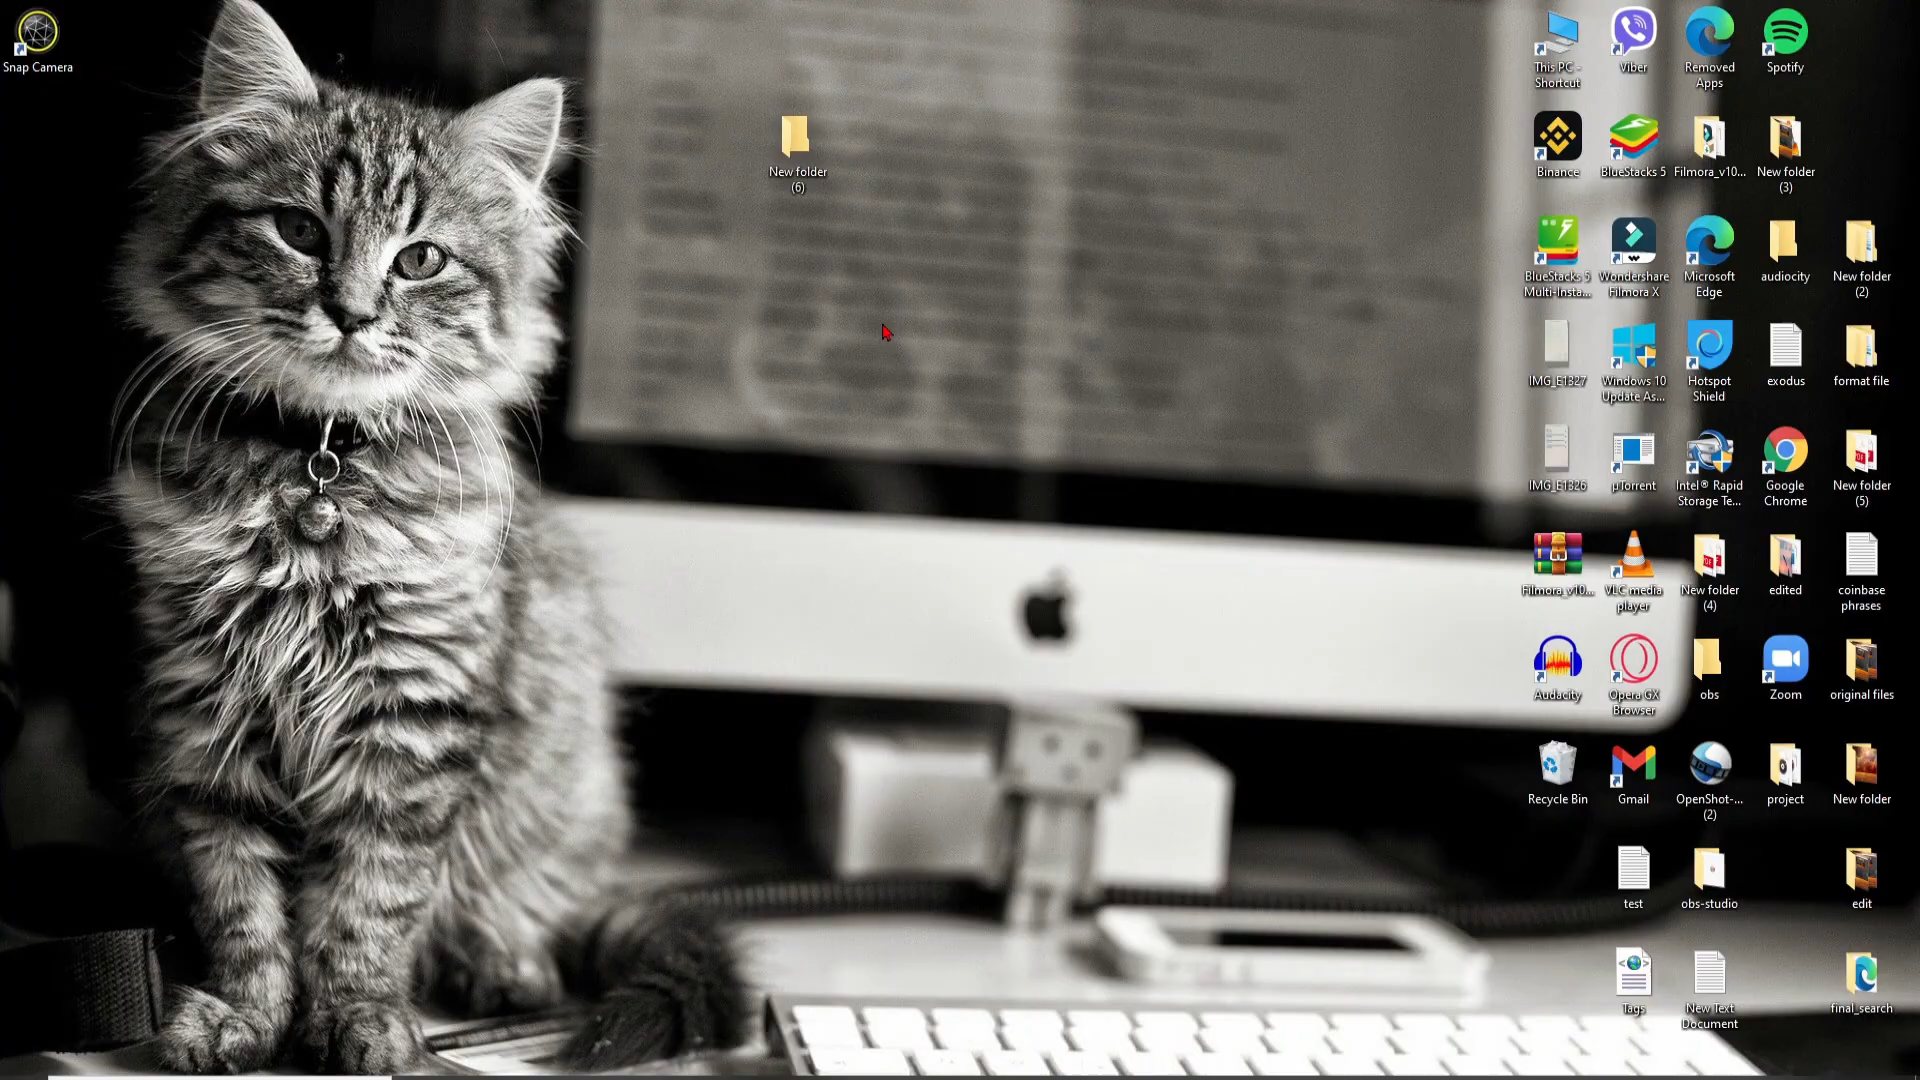 Snap Camera
New folder
(6)
This PC -
Shortcut
Viber
Removed
Apps
Spotify
Binance
BlueStacks 5
Filmora_v10...
New folder
(3)
BlueStacks 5
Multi-Insta...
Wondershare
Filmora X
Microsoft
Edge
audiocity
New folder
(2)
IMG_E1327
Windows 10
Update As...
Hotspot
Shield
exodus
format file
IMG_E1326
µTorrent
Intel® Rapid
Storage Te...
Google
Chrome
New folder
(5)
Filmora_v10...
VLC media
player
New folder
(4)
edited
coinbase
phrases
Audacity
Opera GX
Browser
obs
Zoom
original files
Recycle Bin
Gmail
OpenShot-...
(2)
project
New folder
test
obs-studio
edit
Tags
New Text
Document
final_search